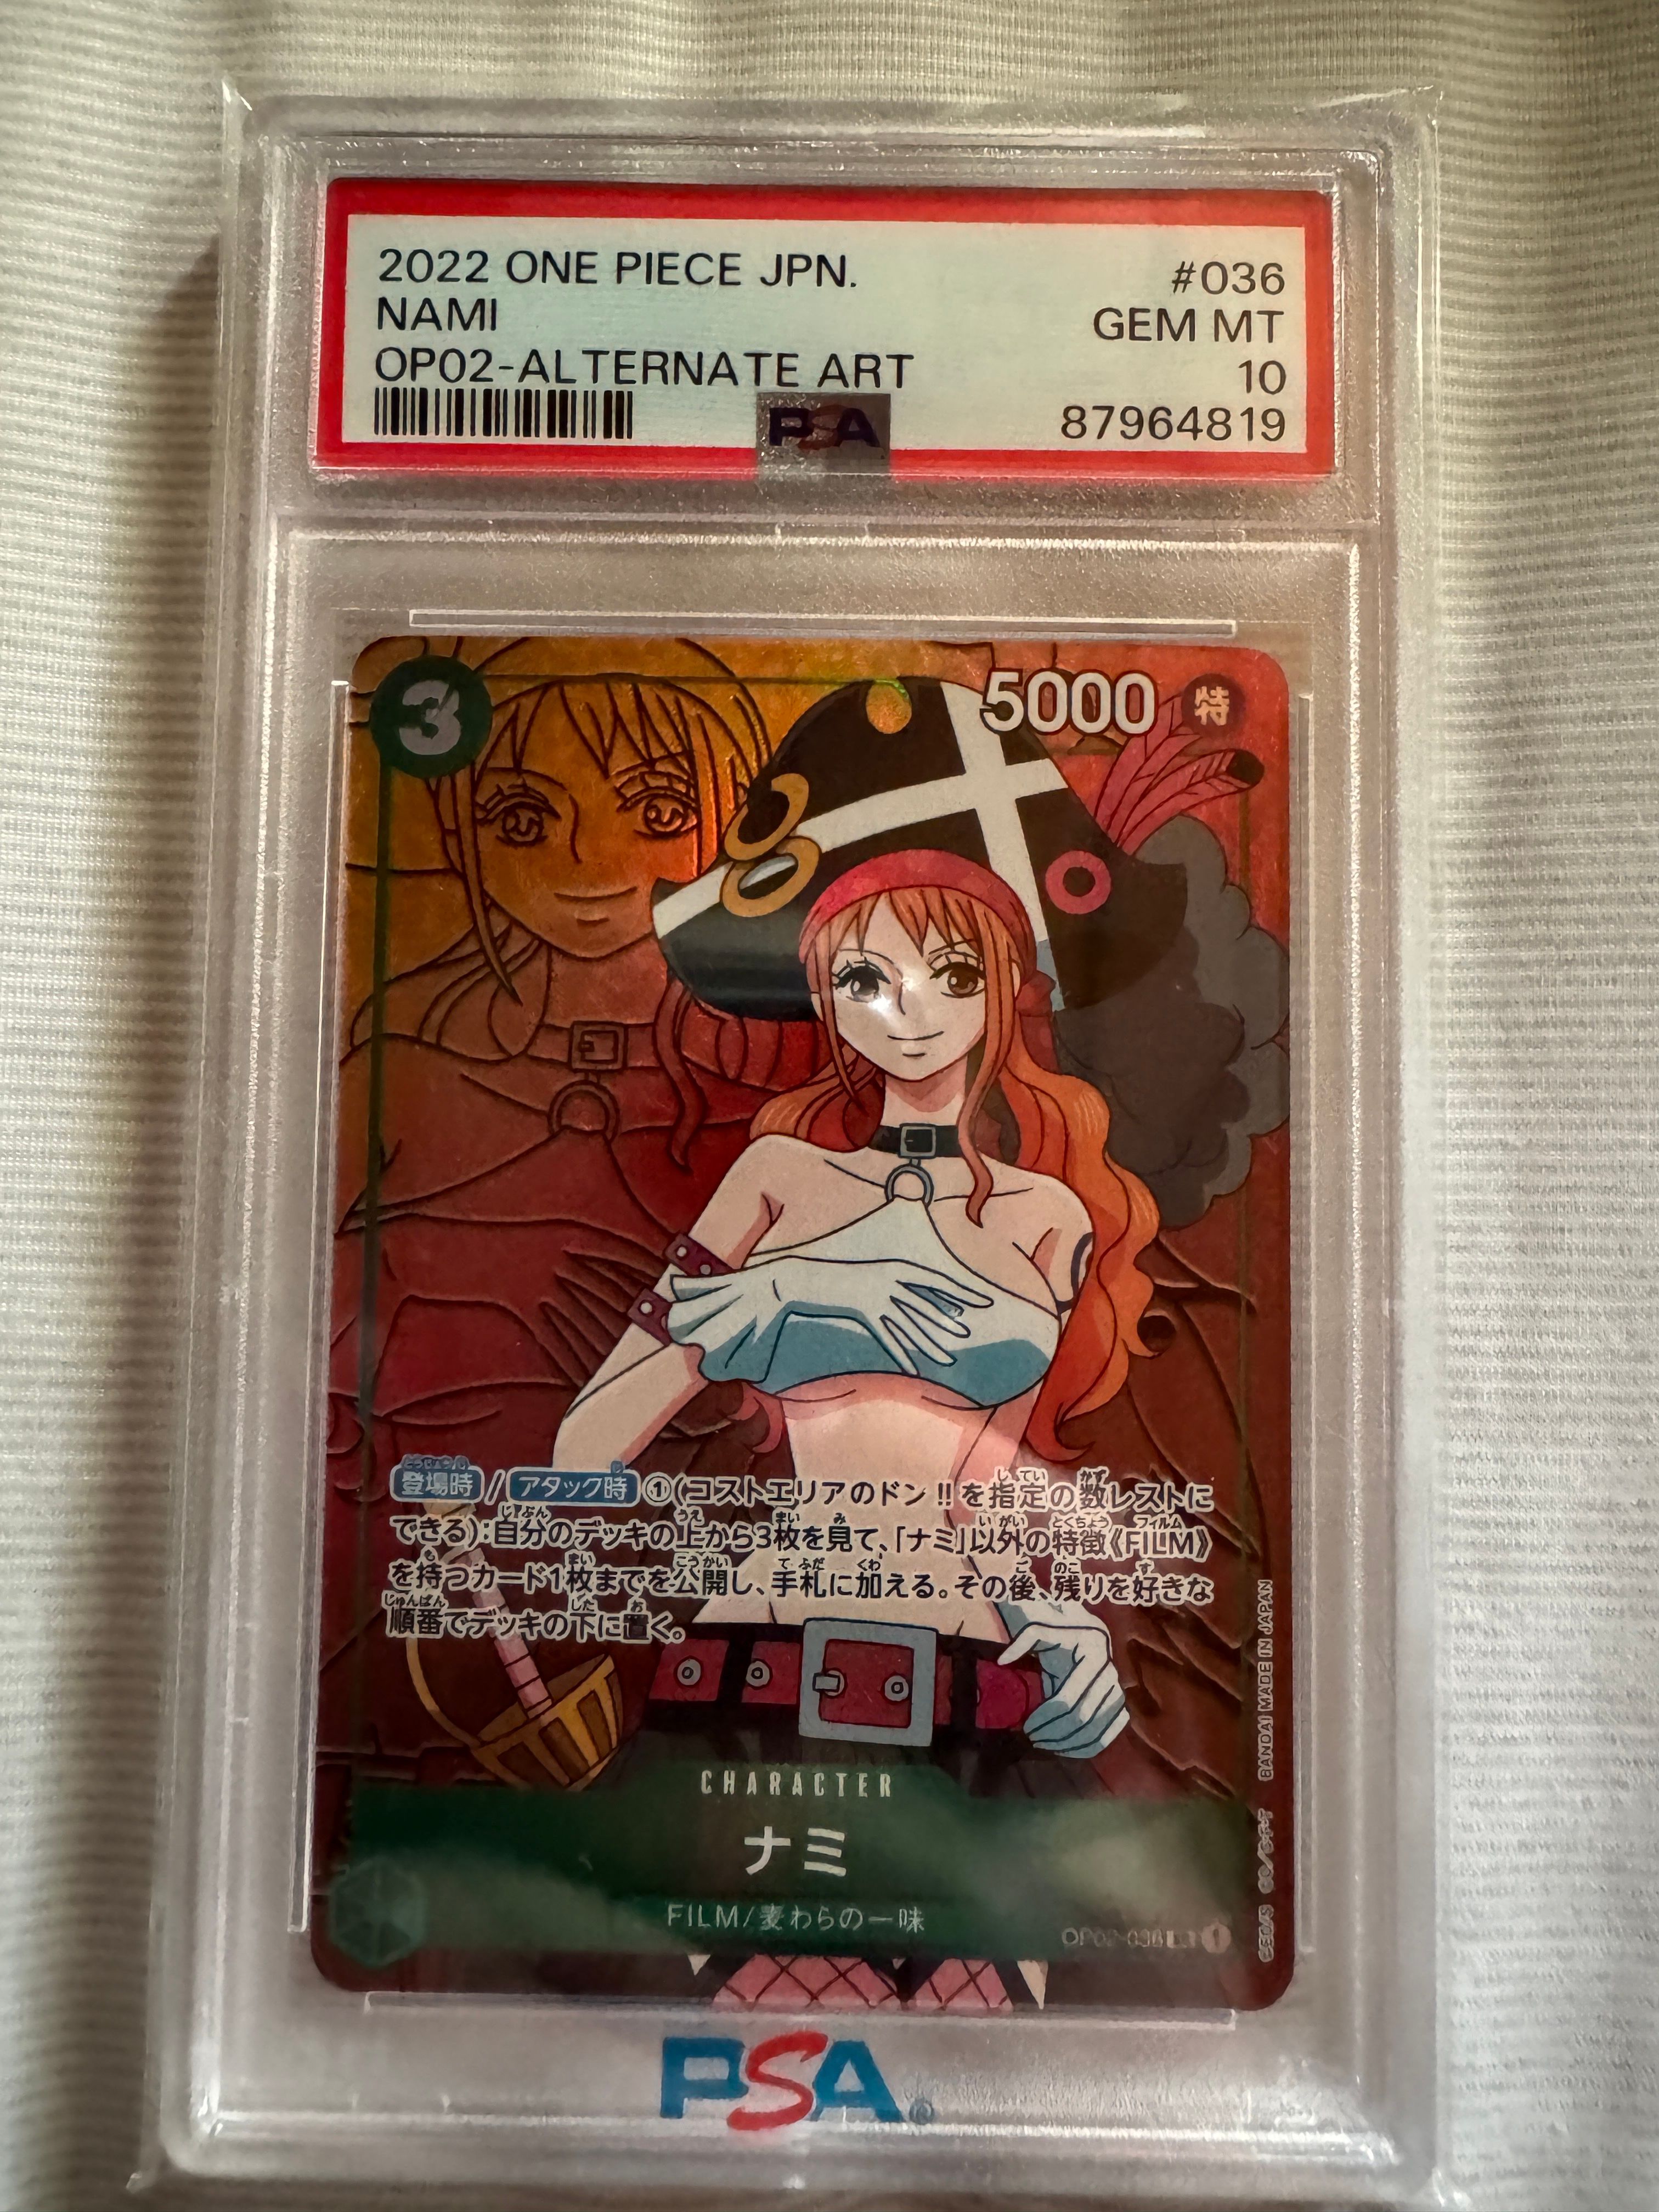 2022 ONE PIECE JPN. #036
NAMI GEM MT
OP02-ALTERNATE ART 10
PSA 87964819
3 5000 特
登場時 / アタック時 ①(コストエリアのドン!!を指定の数レストに
できる):自分のデッキの上から3枚を見て、「ナミ」以外の特徴《FILM》
を持つカード1枚までを公開し、手札に加える。その後、残りを好きな
順番でデッキの下に置く。
BANDAI MADE IN JAPAN
CHARACTER
ナミ
FILM/麦わらの一味
OP02-036
PSA